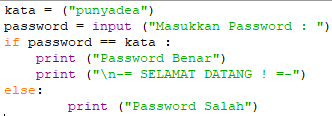 kata = ("punyadea")
password = input ("Masukkan Password : ")
if password == kata :
    print ("Password Benar")
    print ("\n-= SELAMAT DATANG ! =-")
else:
        print ("Password Salah")